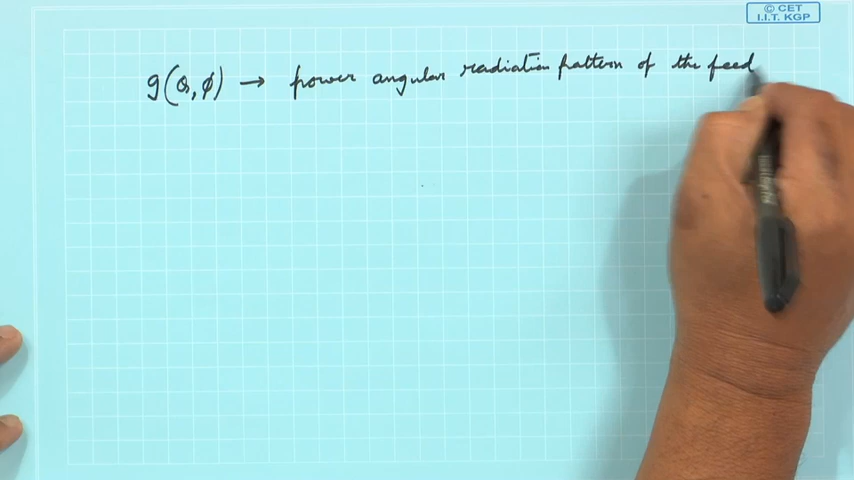 © CET
I.I.T. KGP
g(θ, φ) → power angular radiation pattern of the feed